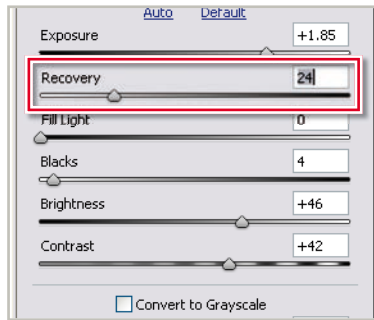 Auto Default
Exposure +1.85
Recovery 24
Fill Light 0
Blacks 4
Brightness +46
Contrast +42
Convert to Grayscale